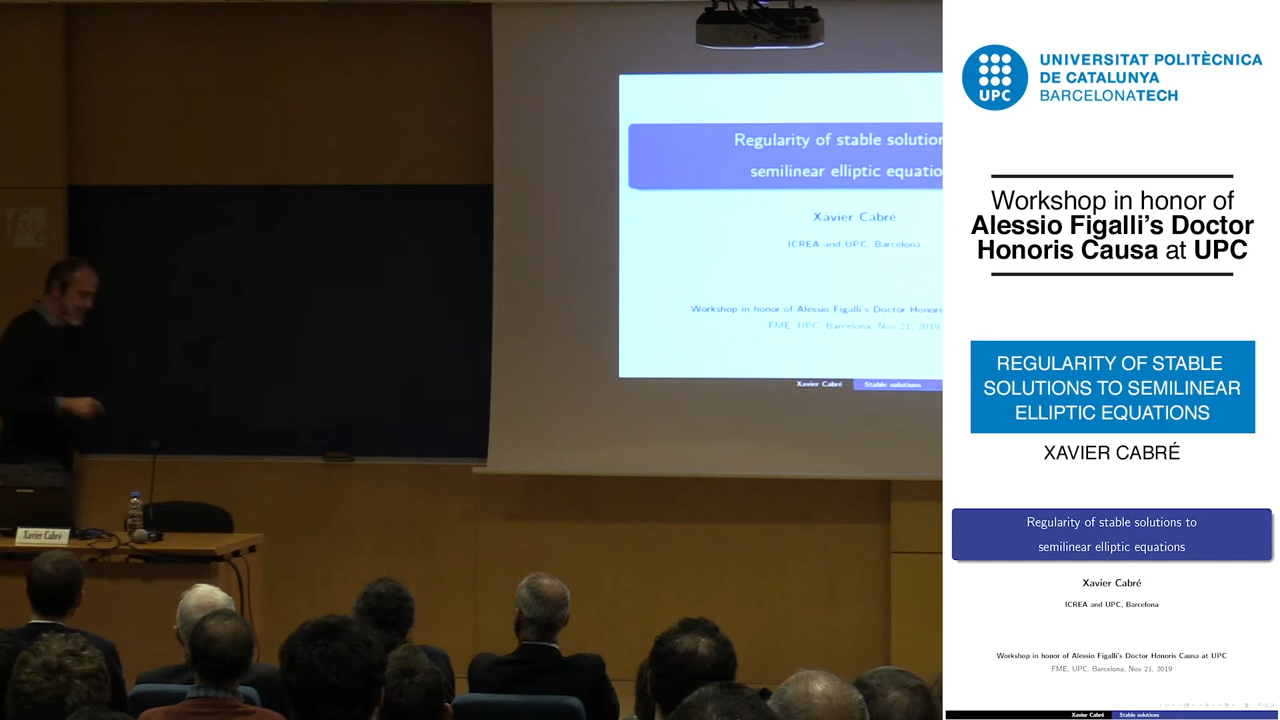 Regularity of stable solution
semilinear elliptic equatio
Xavier Cabré
ICREA and UPC, Barcelona
Workshop in honor of Alessio Figalli's Doctor Honor
FME, UPC, Barcelona, Nov 21, 2019
Xavier Cabré Stable solutions
Xavier Cabré
UPC
UNIVERSITAT POLITÈCNICA
DE CATALUNYA
BARCELONATECH
Workshop in honor of
Alessio Figalli's Doctor
Honoris Causa at UPC
REGULARITY OF STABLE
SOLUTIONS TO SEMILINEAR
ELLIPTIC EQUATIONS
XAVIER CABRÉ
Regularity of stable solutions to
semilinear elliptic equations
Xavier Cabré
ICREA and UPC, Barcelona
Workshop in honor of Alessio Figalli's Doctor Honoris Causa at UPC
FME, UPC, Barcelona, Nov 21, 2019
Xavier Cabré Stable solutions